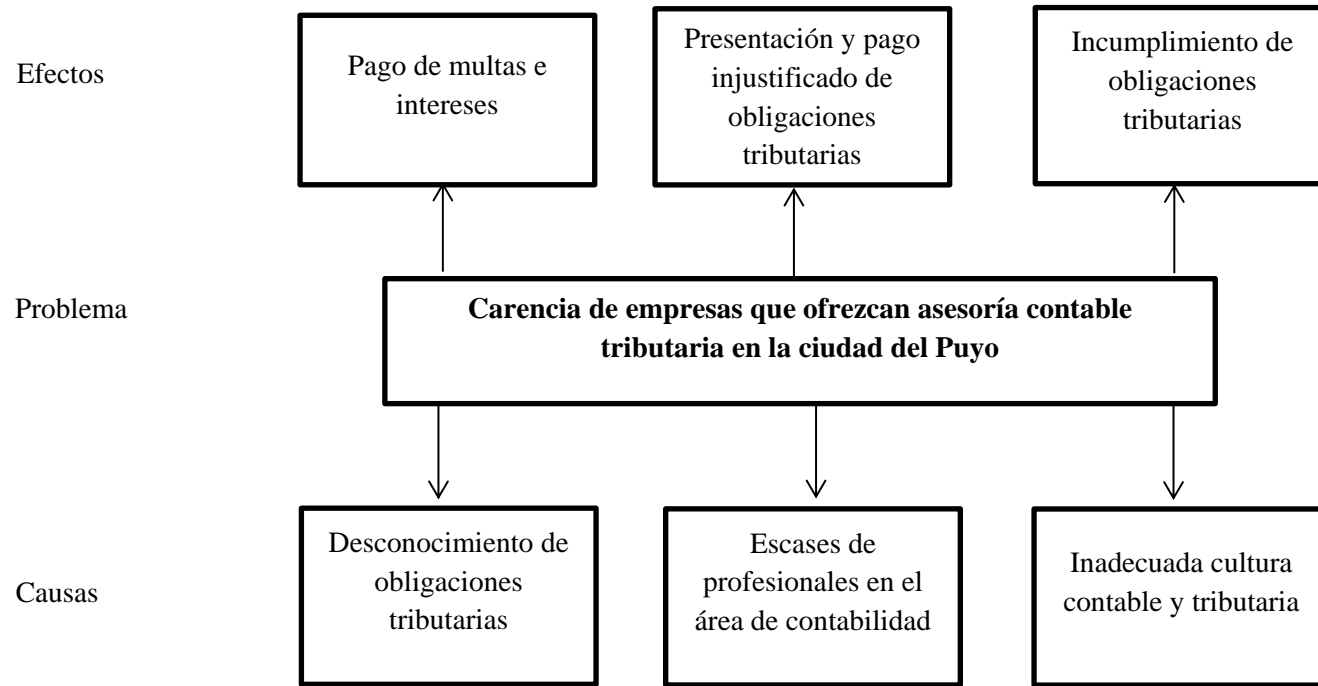 Efectos
Pago de multas e
intereses
Presentación y pago
injustificado de
obligaciones
tributarias
Incumplimiento de
obligaciones
tributarias
Problema
Carencia de empresas que ofrezcan asesoría contable
tributaria en la ciudad del Puyo
Causas
Desconocimiento de
obligaciones
tributarias
Escases de
profesionales en el
área de contabilidad
Inadecuada cultura
contable y tributaria